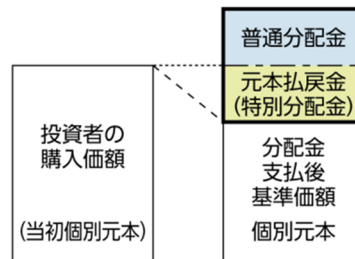 普通分配金
元本払戻金
(特別分配金)
投資者の
購入価額
(当初個別元本)
分配金
支払後
基準価額
個別元本